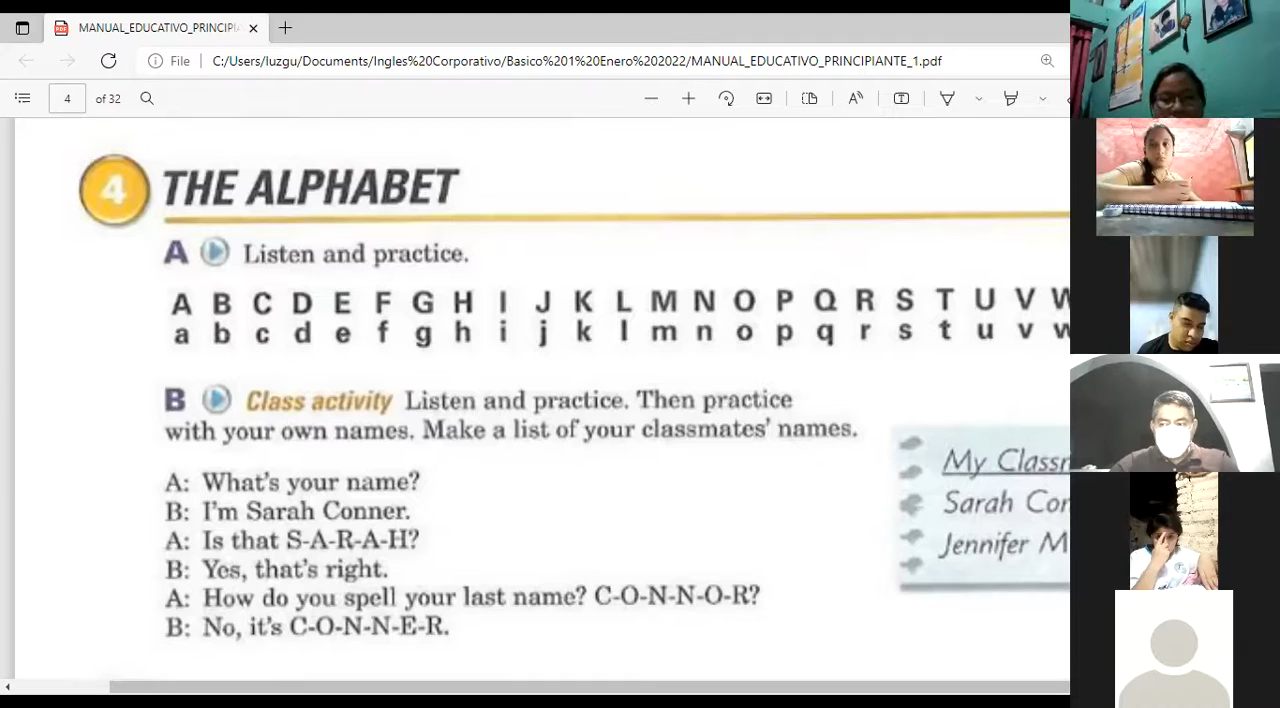 MANUAL_EDUCATIVO_PRINCIPI
File
C:/Users/luzgu/Documents/Ingles%20Corporativo/Basico%201%20Enero%202022/MANUAL_EDUCATIVO_PRINCIPIANTE_1.pdf
4 of 32
4 THE ALPHABET
A Listen and practice.
A B C D E F G H I J K L M N O P Q R S T U V W
a b c d e f g h i j k l m n o p q r s t u v w
B Class activity Listen and practice. Then practice
with your own names. Make a list of your classmates' names.
A: What's your name?
B: I'm Sarah Conner.
A: Is that S-A-R-A-H?
B: Yes, that's right.
A: How do you spell your last name? C-O-N-N-O-R?
B: No, it's C-O-N-N-E-R.
My Classr
Sarah Con
Jennifer M